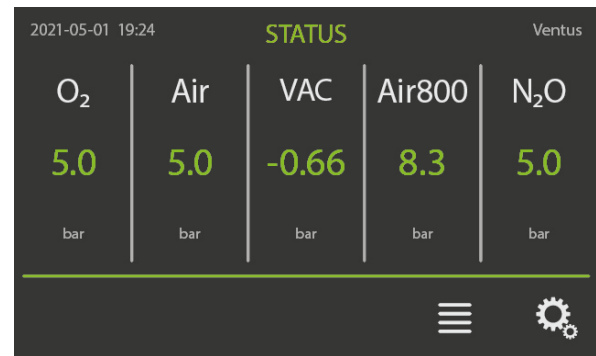 2021-05-01 19:24 STATUS Ventus
O₂ Air VAC Air800 N₂O
5.0 5.0 -0.66 8.3 5.0
bar bar bar bar bar